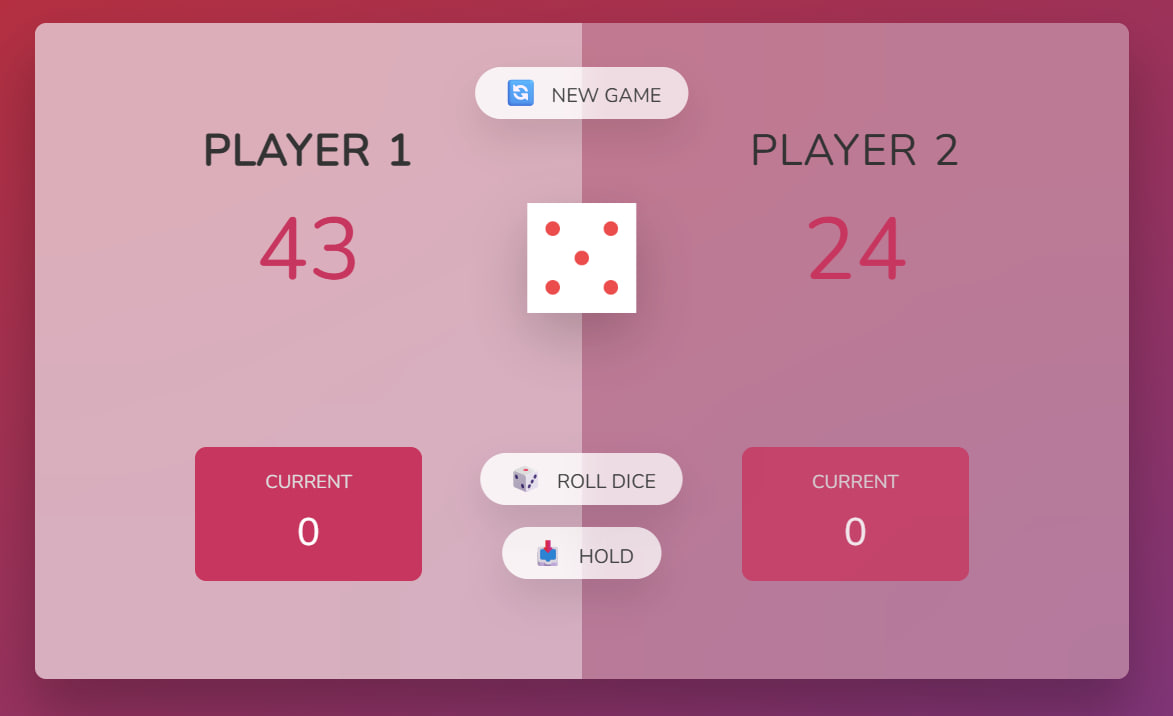 NEW GAME
PLAYER 1
43
PLAYER 2
24
CURRENT
0
ROLL DICE
HOLD
CURRENT
0